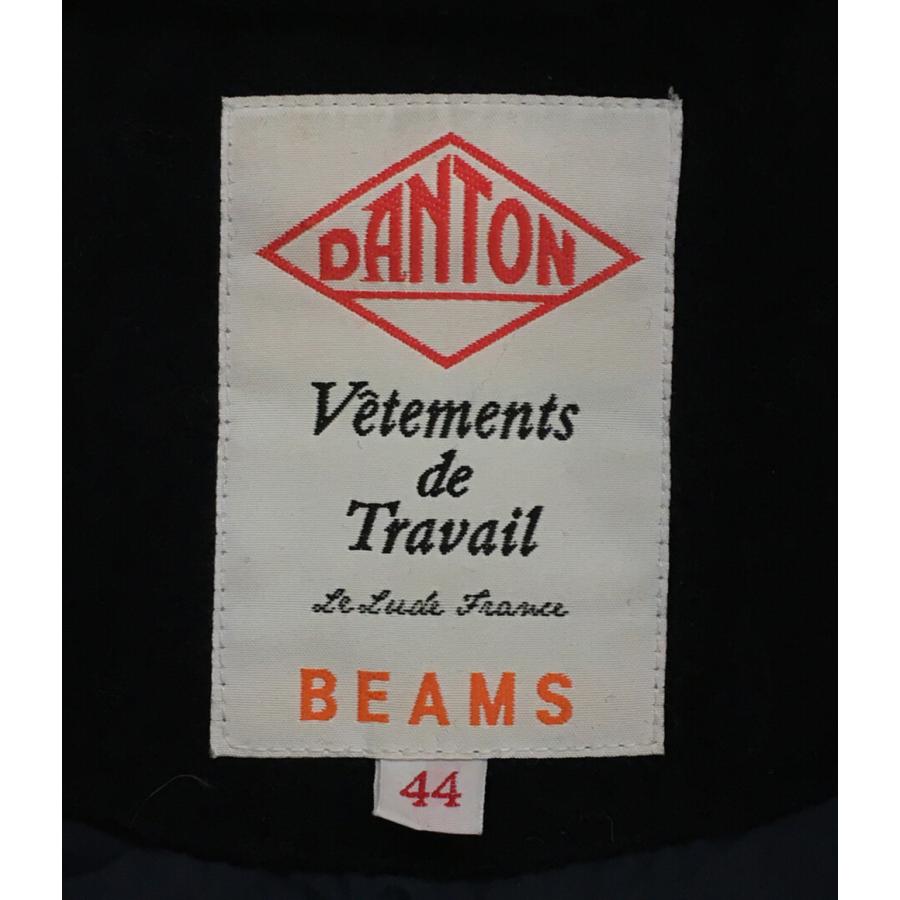 DANTON
Vêtements
de
Travail
Le Lude France
BEAMS
44